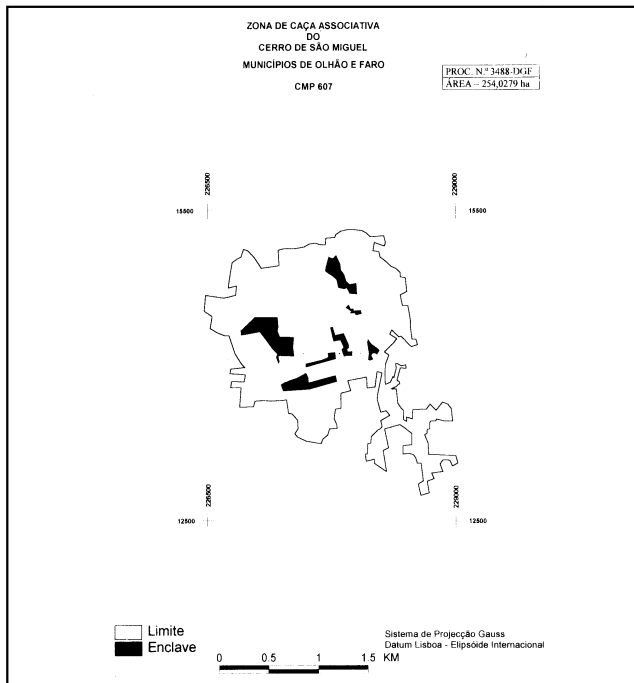 ZONA DE CAÇA ASSOCIATIVA
DO
CERRO DE SÃO MIGUEL
MUNICÍPIOS DE OLHÃO E FARO
CMP 607
PROC. N.º 3488-DGF
ÁREA – 254,0279 ha
226500
229000
15500
15500
226500
229000
12500
12500
Limite
Enclave
0 0.5 1 1.5 KM
Sistema de Projecção Gauss
Datum Lisboa - Elipsóide Internacional